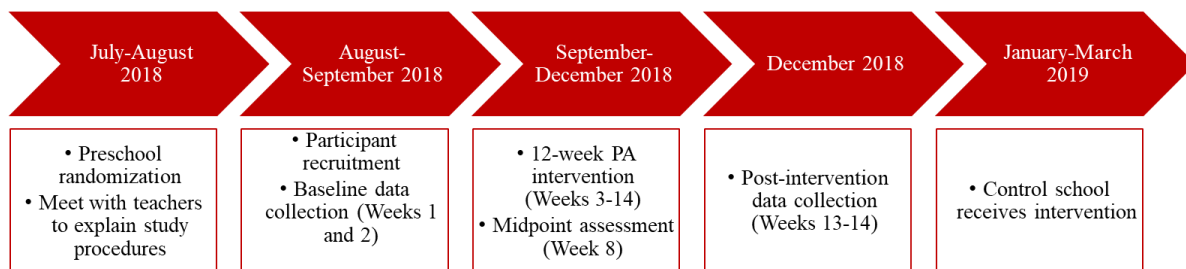 July-August
2018
August-
September 2018
September-
December 2018
December 2018
January-March
2019
• Preschool
randomization
• Meet with teachers
to explain study
procedures
• Participant
recruitment
• Baseline data
collection (Weeks 1
and 2)
• 12-week PA
intervention
(Weeks 3-14)
• Midpoint assessment
(Week 8)
• Post-intervention
data collection
(Weeks 13-14)
• Control school
receives intervention